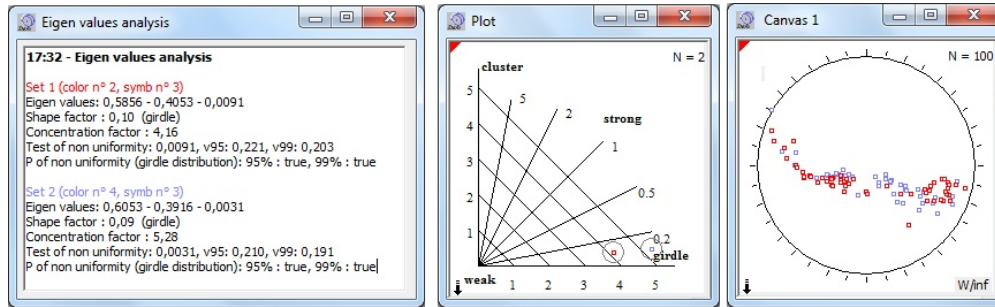 Eigen values analysis
17:32 - Eigen values analysis
Set 1 (color n° 2, symb n° 3)
Eigen values: 0,5856 - 0,4053 - 0,0091
Shape factor : 0,10 (girdle)
Concentration factor : 4,16
Test of non uniformity: 0,0091, v95: 0,221, v99: 0,203
P of non uniformity (girdle distribution): 95% : true, 99% : true
Set 2 (color n° 4, symb n° 3)
Eigen values: 0,6053 - 0,3916 - 0,0031
Shape factor : 0,09 (girdle)
Concentration factor : 5,28
Test of non uniformity: 0,0031, v95: 0,210, v99: 0,191
P of non uniformity (girdle distribution): 95% : true, 99% : true
Plot
N = 2
cluster
5
5
2
strong
4
1
3
2
0.5
1
0.2
girdle
weak
1 2 3 4 5
Canvas 1
N = 100
W/inf